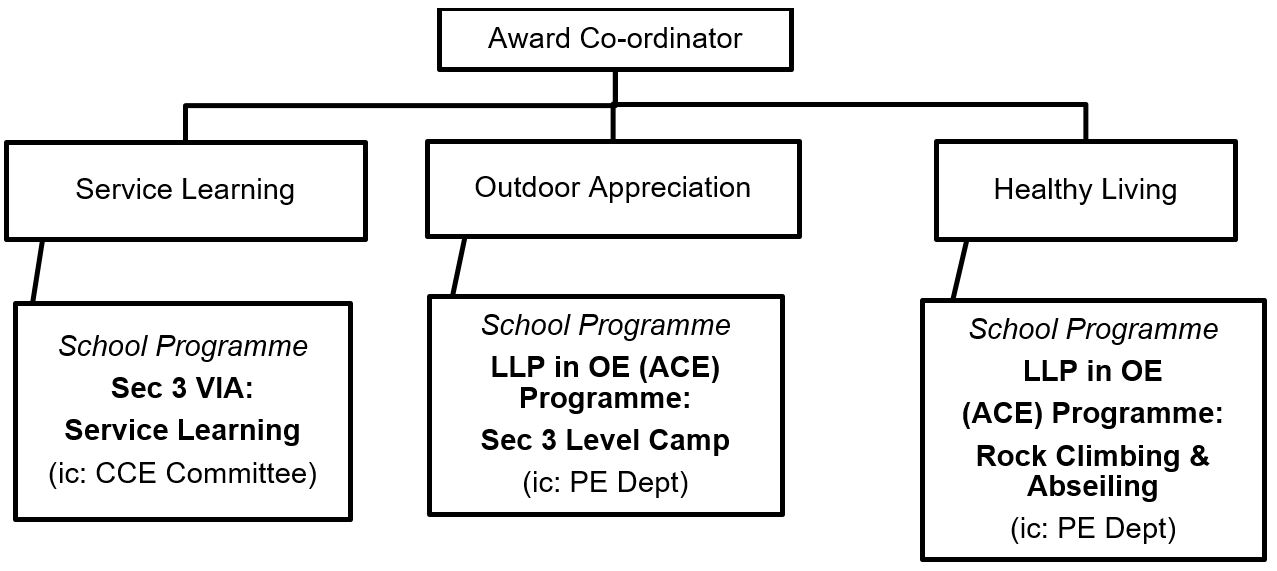 Award Co-ordinator
Service Learning
Outdoor Appreciation
Healthy Living
School Programme
Sec 3 VIA:
Service Learning
(ic: CCE Committee)
School Programme
LLP in OE (ACE)
Programme:
Sec 3 Level Camp
(ic: PE Dept)
School Programme
LLP in OE
(ACE) Programme:
Rock Climbing &
Abseiling
(ic: PE Dept)